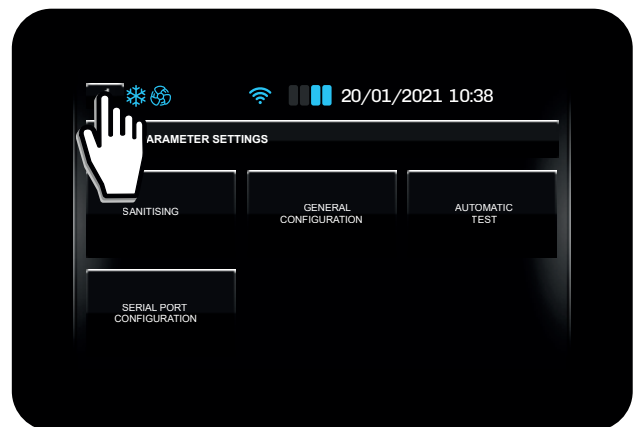 20/01/2021 10:38
ARAMETER SETTINGS
SANITISING
GENERAL
CONFIGURATION
AUTOMATIC
TEST
SERIAL PORT
CONFIGURATION